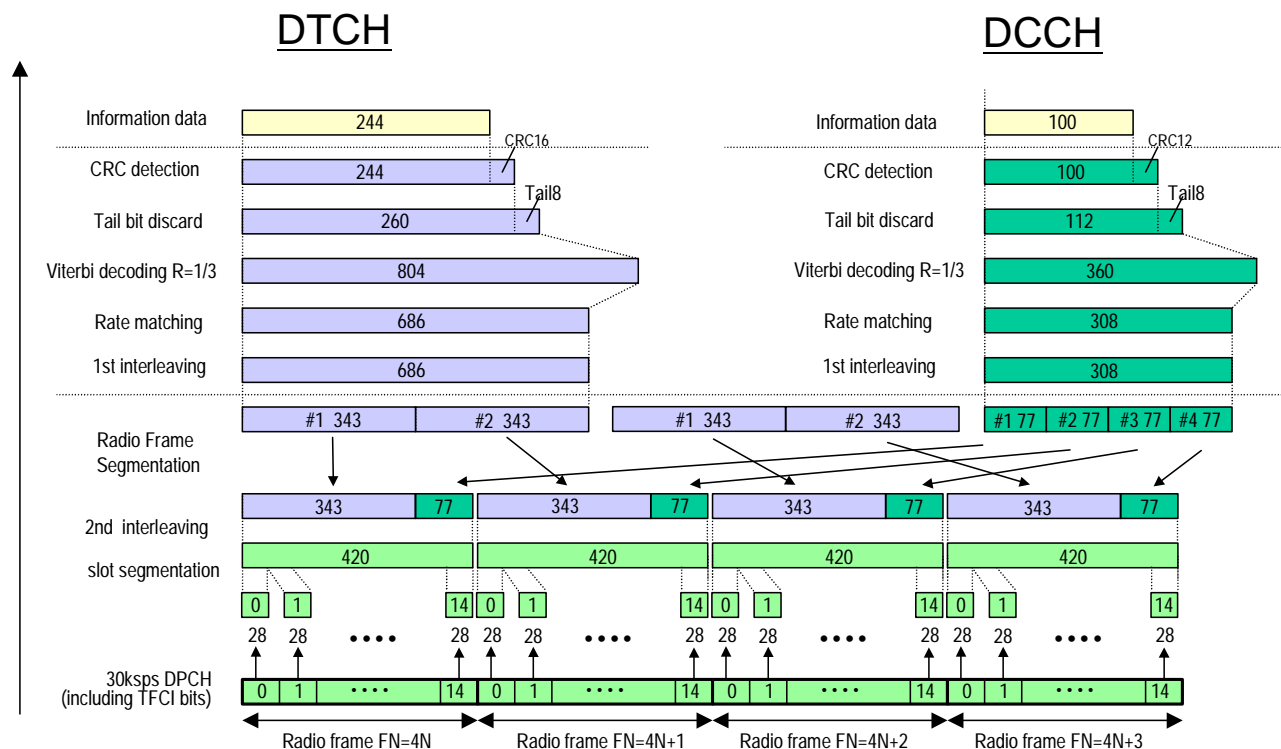 DTCH DCCH
Information data 244 Information data 100
CRC16 CRC12
CRC detection 244 CRC detection 100
Tail8 Tail8
Tail bit discard 260 Tail bit discard 112
Viterbi decoding R=1/3 804 Viterbi decoding R=1/3 360
Rate matching 686 Rate matching 308
1st interleaving 686 1st interleaving 308
#1 343 #2 343 #1 343 #2 343 #1 77 #2 77 #3 77 #4 77
Radio Frame
Segmentation
343 77 343 77 343 77 343 77
2nd interleaving
420 420 420 420
slot segmentation
0 1 14 0 1 14 0 1 14 0 1 14
28 28 •••• 28 28 28 •••• 28 28 28 •••• 28 28 28 •••• 28
30ksps DPCH
(including TFCI bits)
0 1 •••• 14 0 1 •••• 14 0 1 •••• 14 0 1 •••• 14
Radio frame FN=4N Radio frame FN=4N+1 Radio frame FN=4N+2 Radio frame FN=4N+3